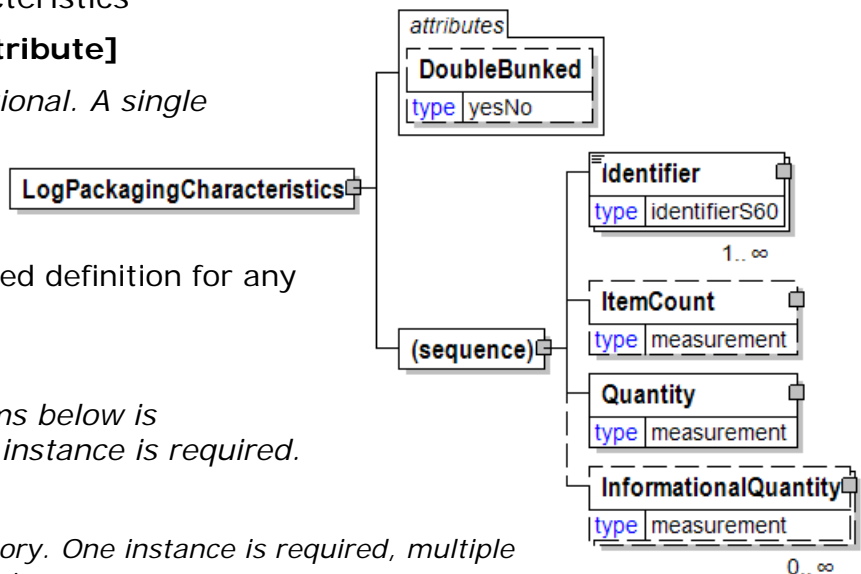 cteristics
tribute]
ional. A single
ed definition for any
ms below is
instance is required.
ory. One instance is required, multiple
attributes
DoubleBunked
type yesNo
LogPackagingCharacteristics
(sequence)
Identifier
type identifierS60
1..∞
ItemCount
type measurement
Quantity
type measurement
InformationalQuantity
type measurement
0..∞